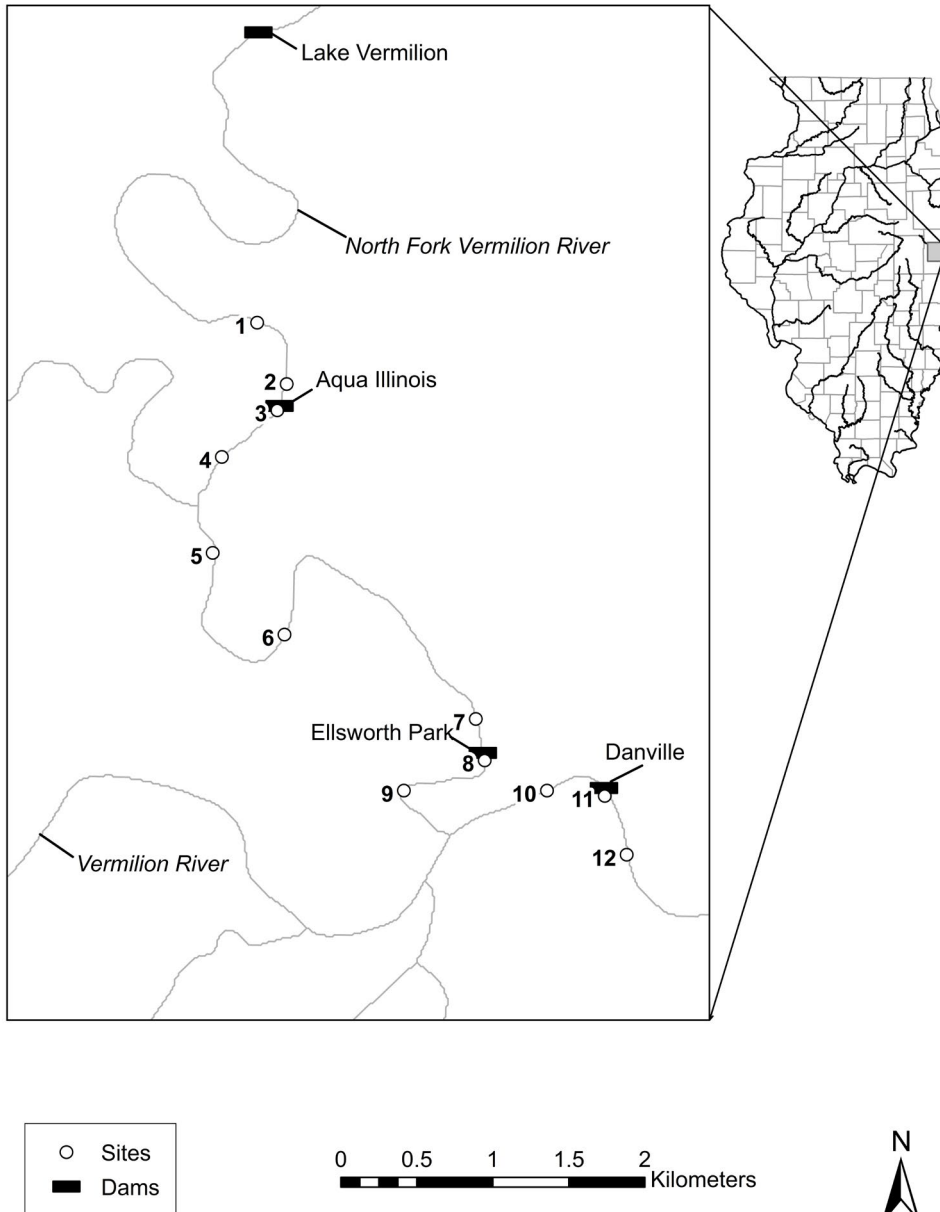 Lake Vermilion
North Fork Vermilion River
1
2
Aqua Illinois
3
4
5
6
7
Ellsworth Park
8
Danville
9
10
11
12
Vermilion River
Sites
Dams
0 0.5 1 1.5 2
Kilometers
N